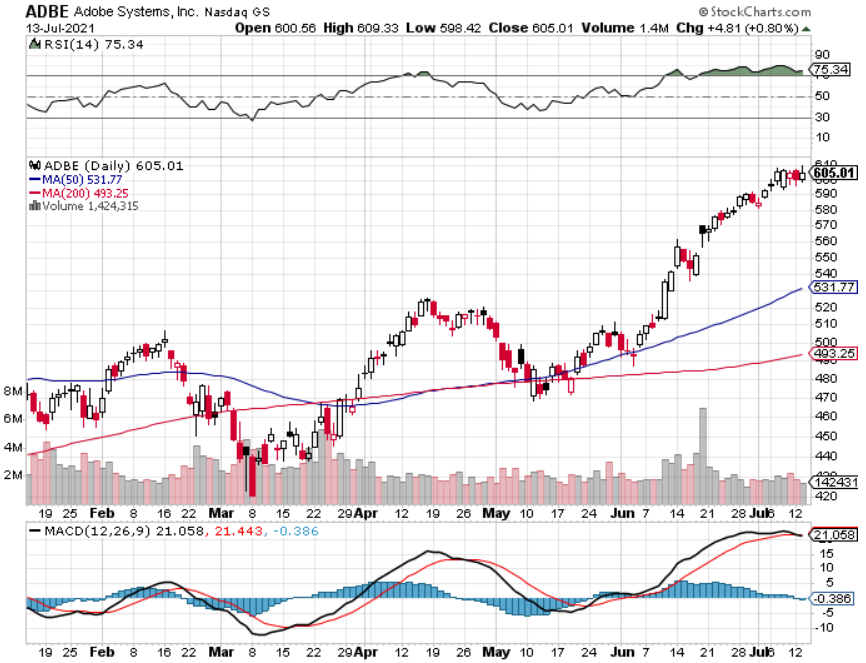 ADBE Adobe Systems, Inc. Nasdaq GS © StockCharts.com
13-Jul-2021 Open 600.56 High 609.33 Low 598.42 Close 605.01 Volume 1.4M Chg +4.81 (+0.80%)
RSI(14) 75.34
90
75.34
50
30
10
ADBE (Daily) 605.01
MA(50) 531.77
MA(200) 493.25
Volume 1,424,315
605.01
590
580
570
560
550
540
531.77
520
510
500
493.25
480
8M 470
6M 460
450
4M 440
2M
142431
420
19 25 Feb 8 16 22 Mar 8 15 22 29 Apr 12 19 26 May 10 17 24 Jun 7 14 21 28 Jul 6 12
MACD(12,26,9) 21.058, 21.443, -0.386
21.058
15
10
5
-0.386
-5
-10
19 25 Feb 8 16 22 Mar 8 15 22 29 Apr 12 19 26 May 10 17 24 Jun 7 14 21 28 Jul 6 12